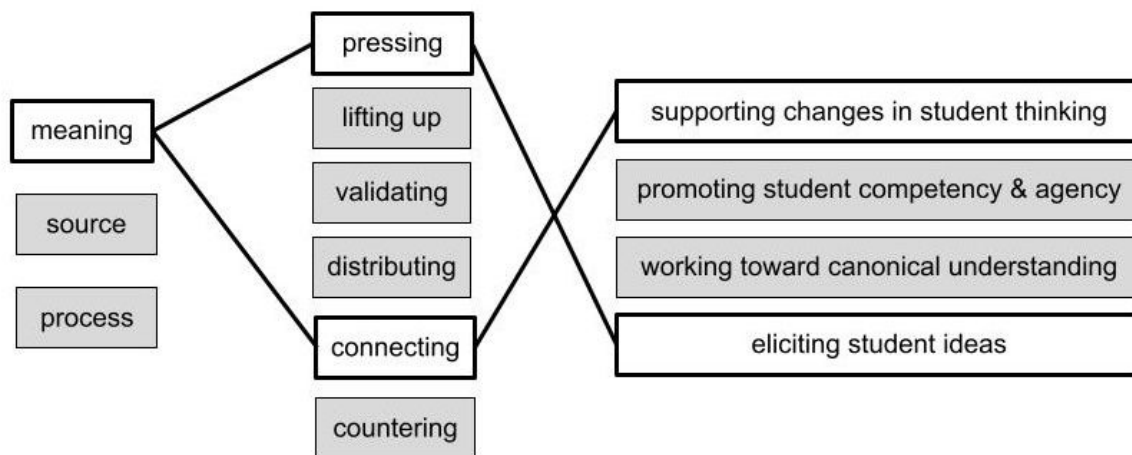 meaning
source
process
pressing
lifting up
validating
distributing
connecting
countering
supporting changes in student thinking
promoting student competency & agency
working toward canonical understanding
eliciting student ideas